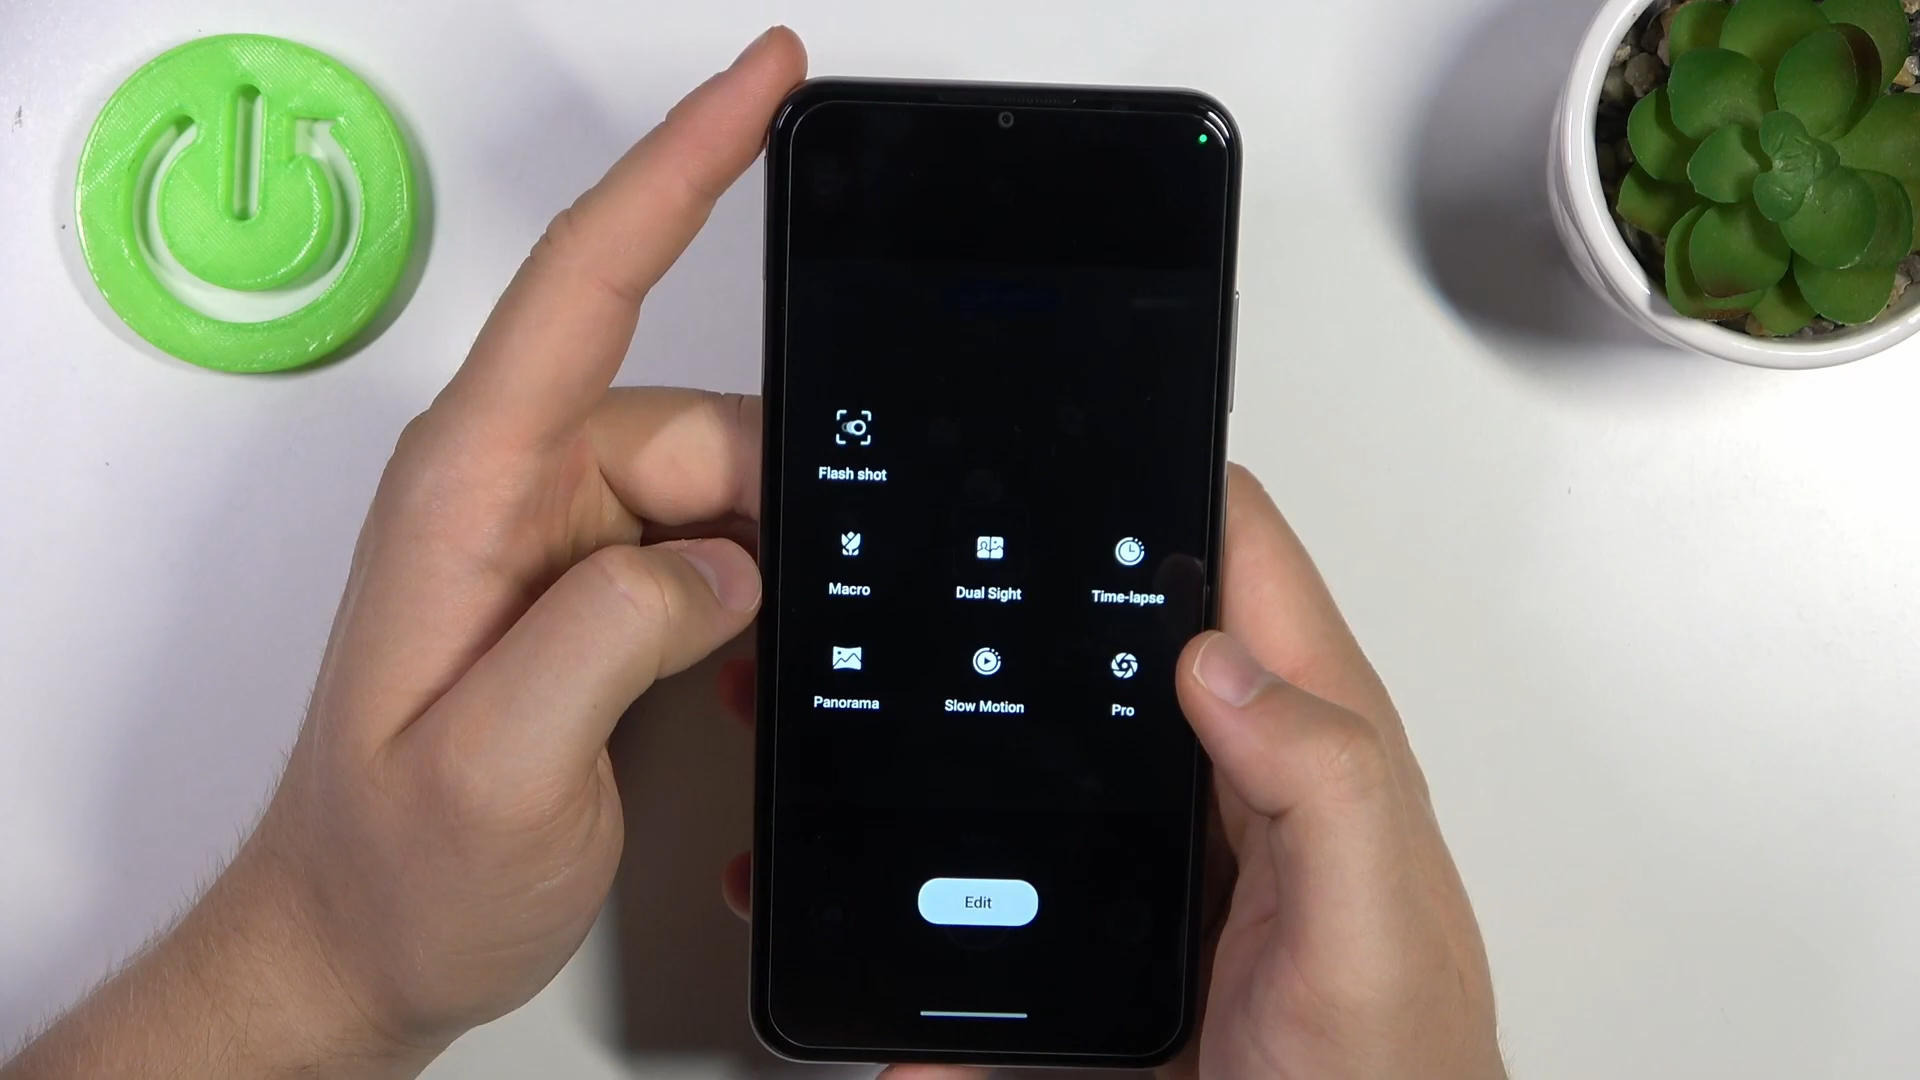 Flash shot
Macro
Dual Sight
Time-lapse
Panorama
Slow Motion
Pro
Edit